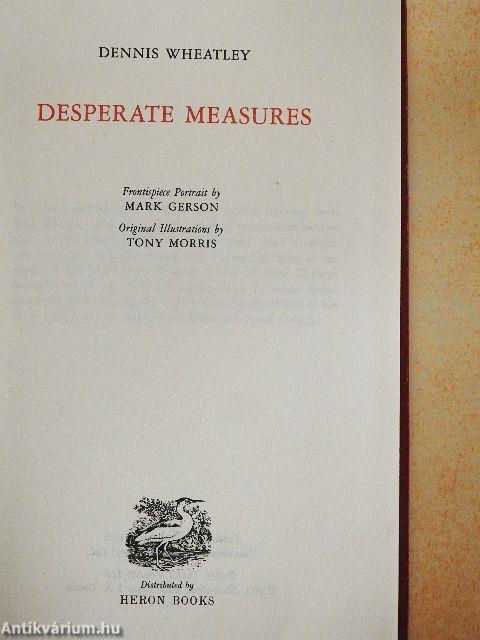 DENNIS WHEATLEY
DESPERATE MEASURES
Frontispiece Portrait by
MARK GERSON
Original Illustrations by
TONY MORRIS
Distributed by
HERON BOOKS
Antikvárium.hu